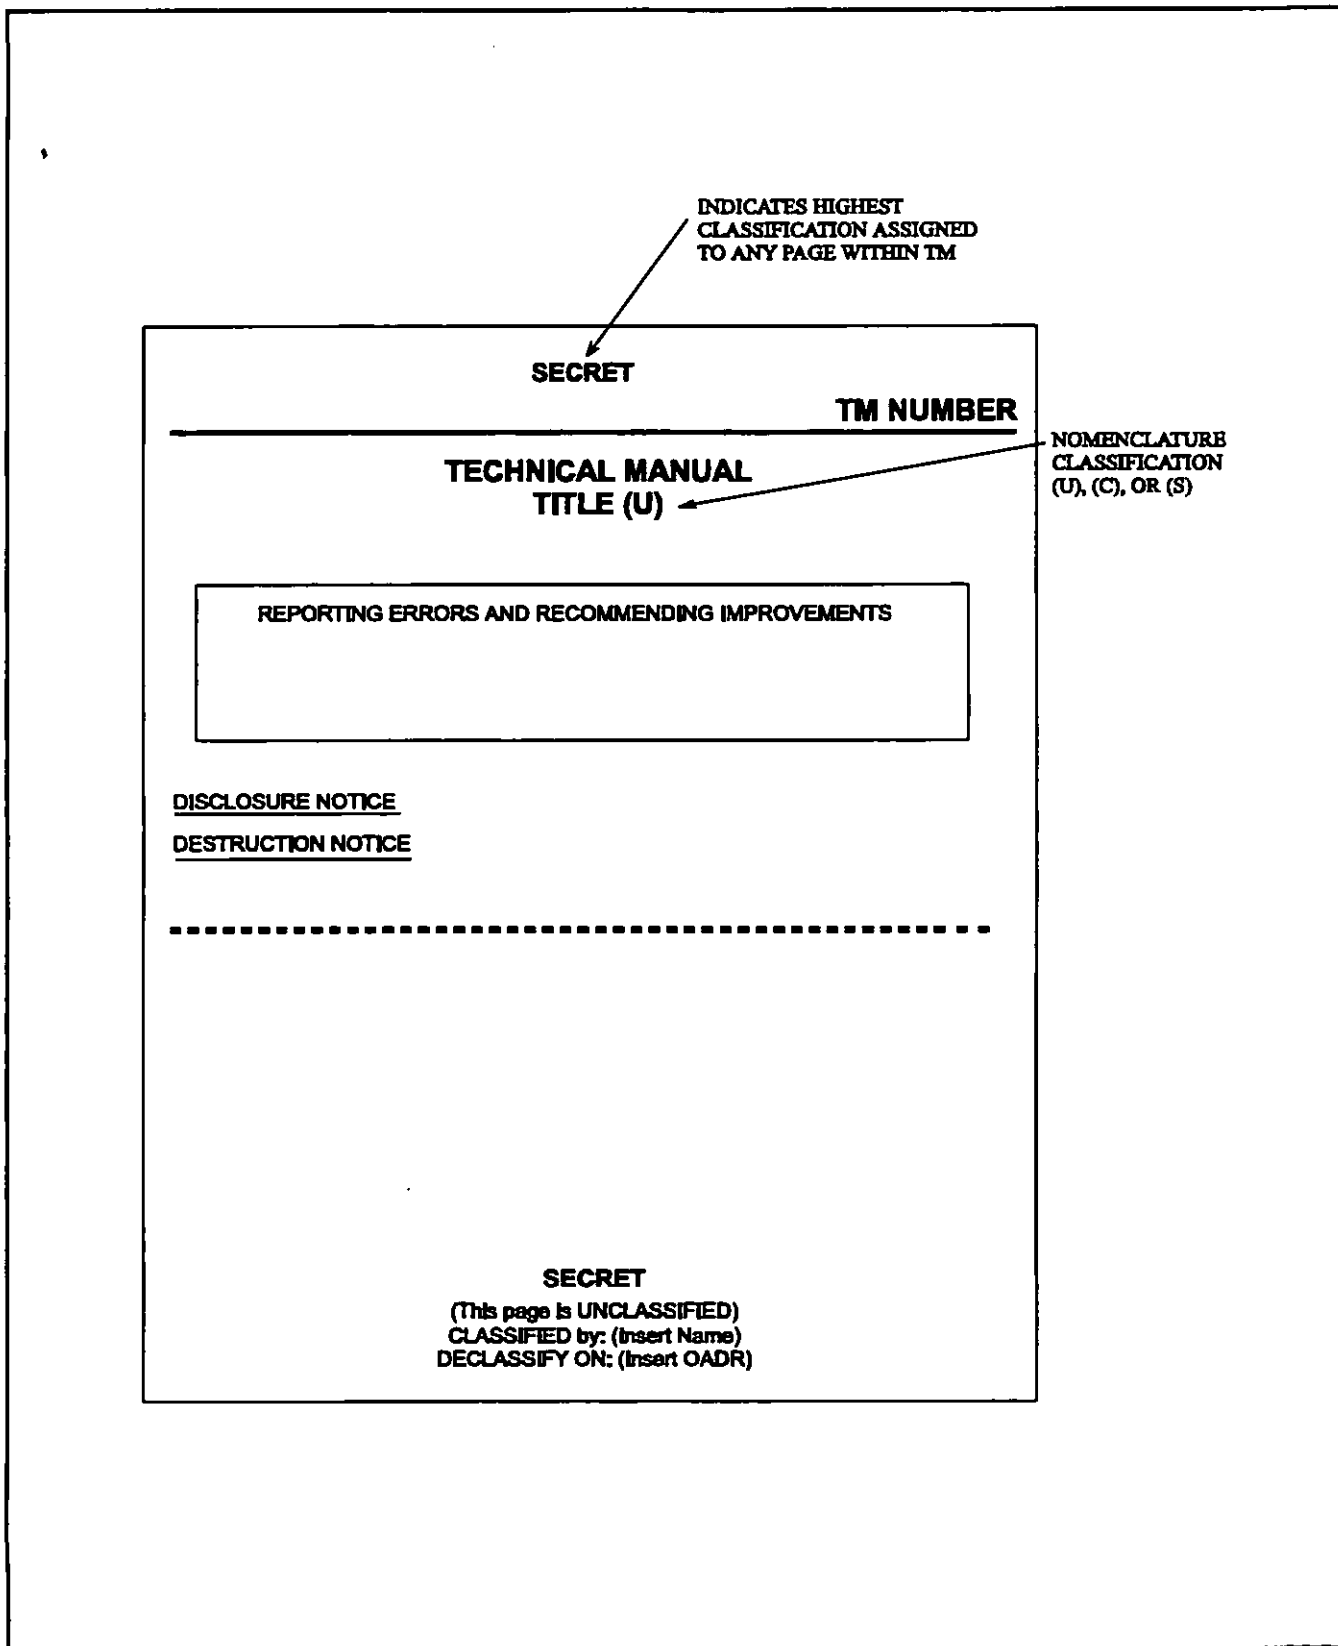 INDICATES HIGHEST
CLASSIFICATION ASSIGNED
TO ANY PAGE WITHIN TM
SECRET
TM NUMBER
TECHNICAL MANUAL
TITLE (U)
NOMENCLATURE
CLASSIFICATION
(U), (C), OR (S)
REPORTING ERRORS AND RECOMMENDING IMPROVEMENTS
DISCLOSURE NOTICE
DESTRUCTION NOTICE
SECRET
(This page is UNCLASSIFIED)
CLASSIFIED by: (Insert Name)
DECLASSIFY ON: (Insert OADR)